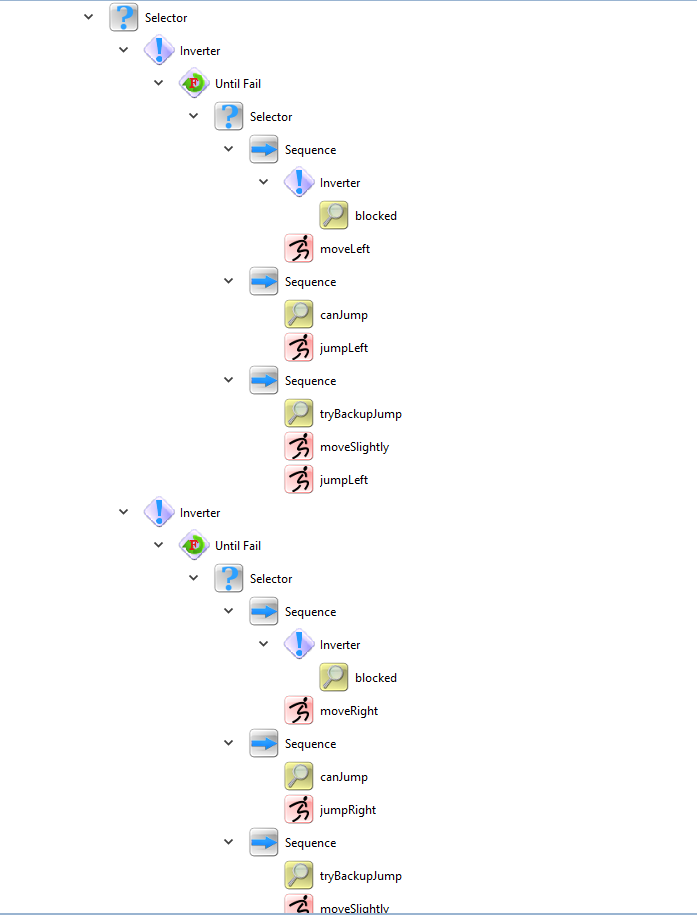 Selector
Inverter
Until Fail
Selector
Sequence
Inverter
blocked
moveLeft
Sequence
canJump
jumpLeft
Sequence
tryBackupJump
moveSlightly
jumpLeft
Inverter
Until Fail
Selector
Sequence
Inverter
blocked
moveRight
Sequence
canJump
jumpRight
Sequence
tryBackupJump
moveSlightly